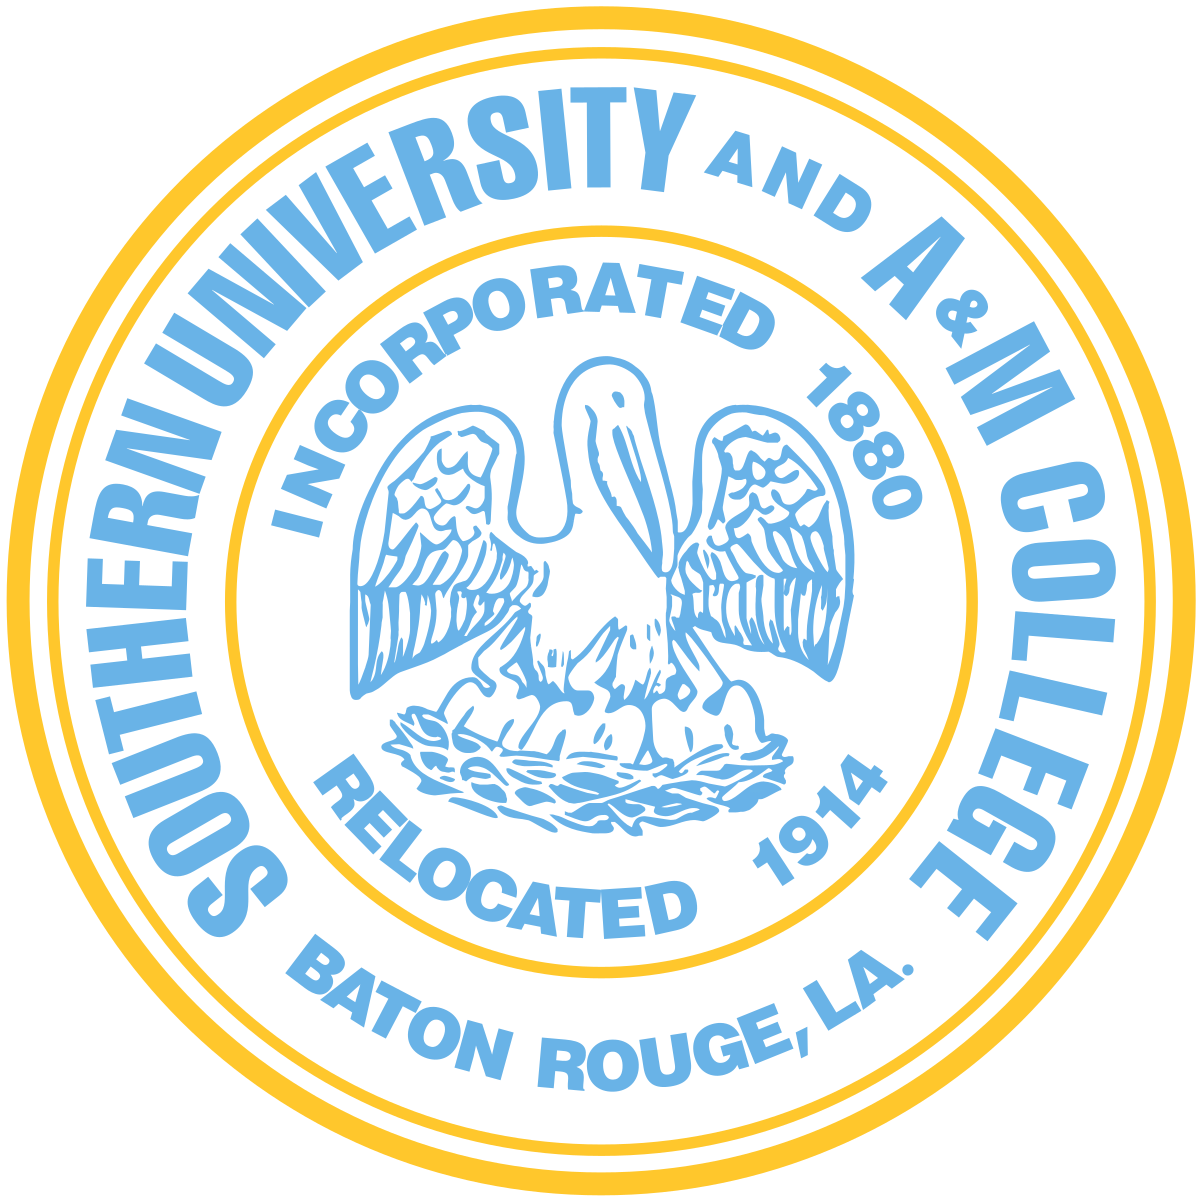 SOUTHERN UNIVERSITY AND A&M COLLEGE
BATON ROUGE, LA.
INCORPORATED 1880
RELOCATED 1914